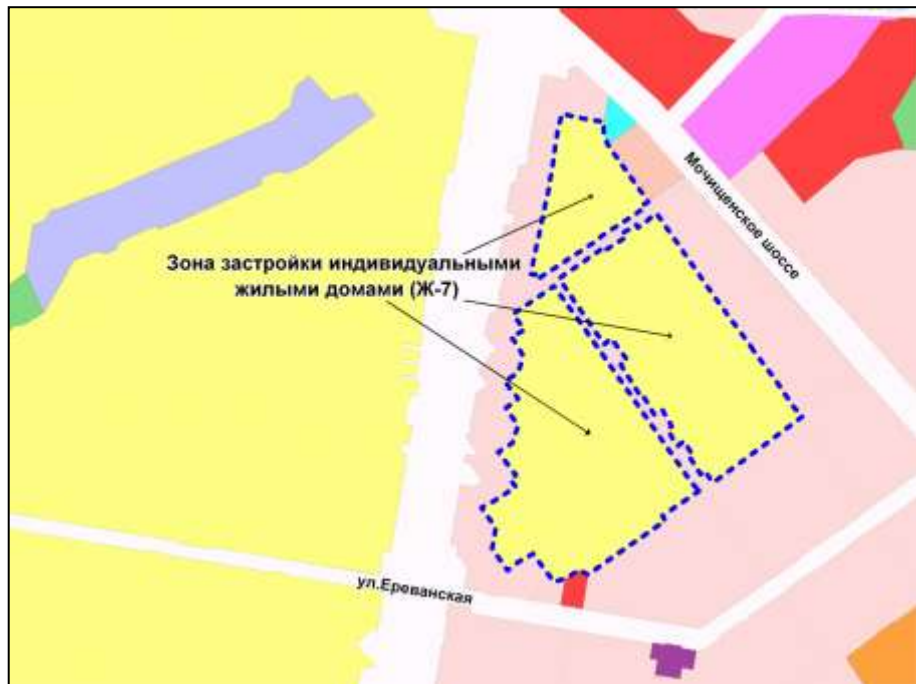 Мочищенское шоссе
Зона застройки индивидуальными
жилыми домами (Ж-7)
ул.Ереванская